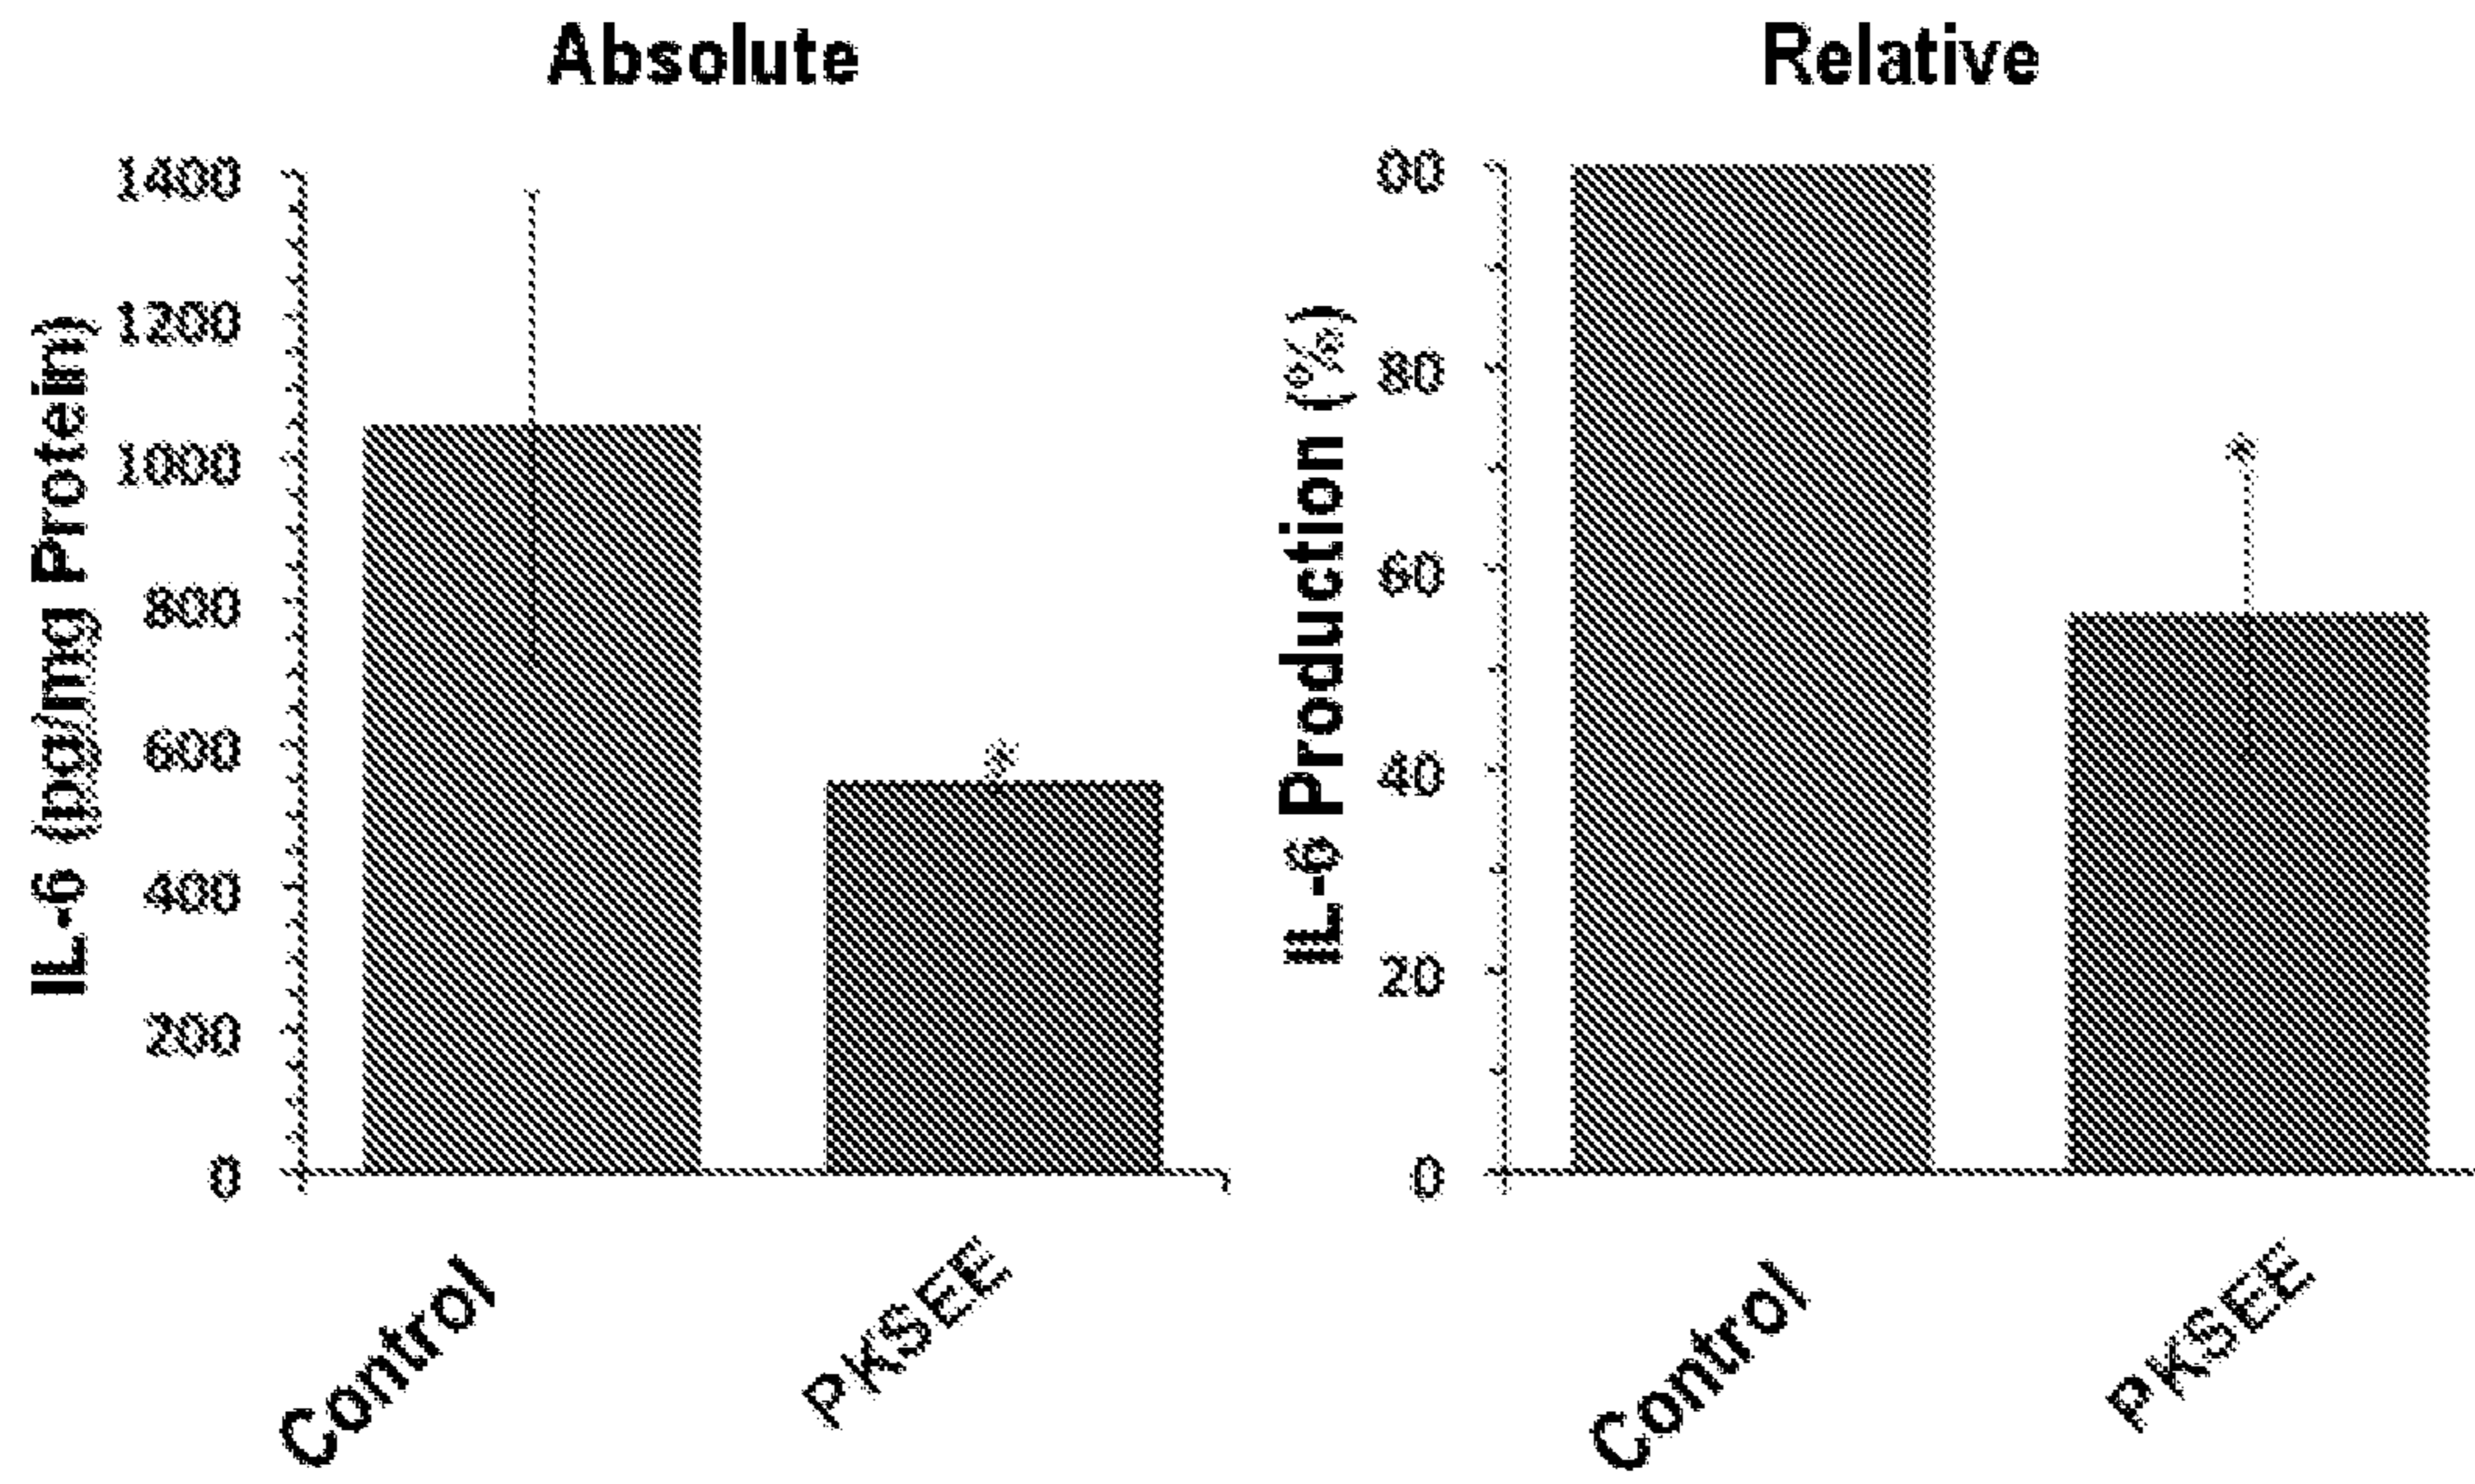 Absolute
IL-6 (pg/mg Protein)
1400
1200
1000
800
600
400
200
0
*
Control
PKSEE
Relative
IL-6 Production (%)
00
80
60
40
20
0
*
Control
PKSEE